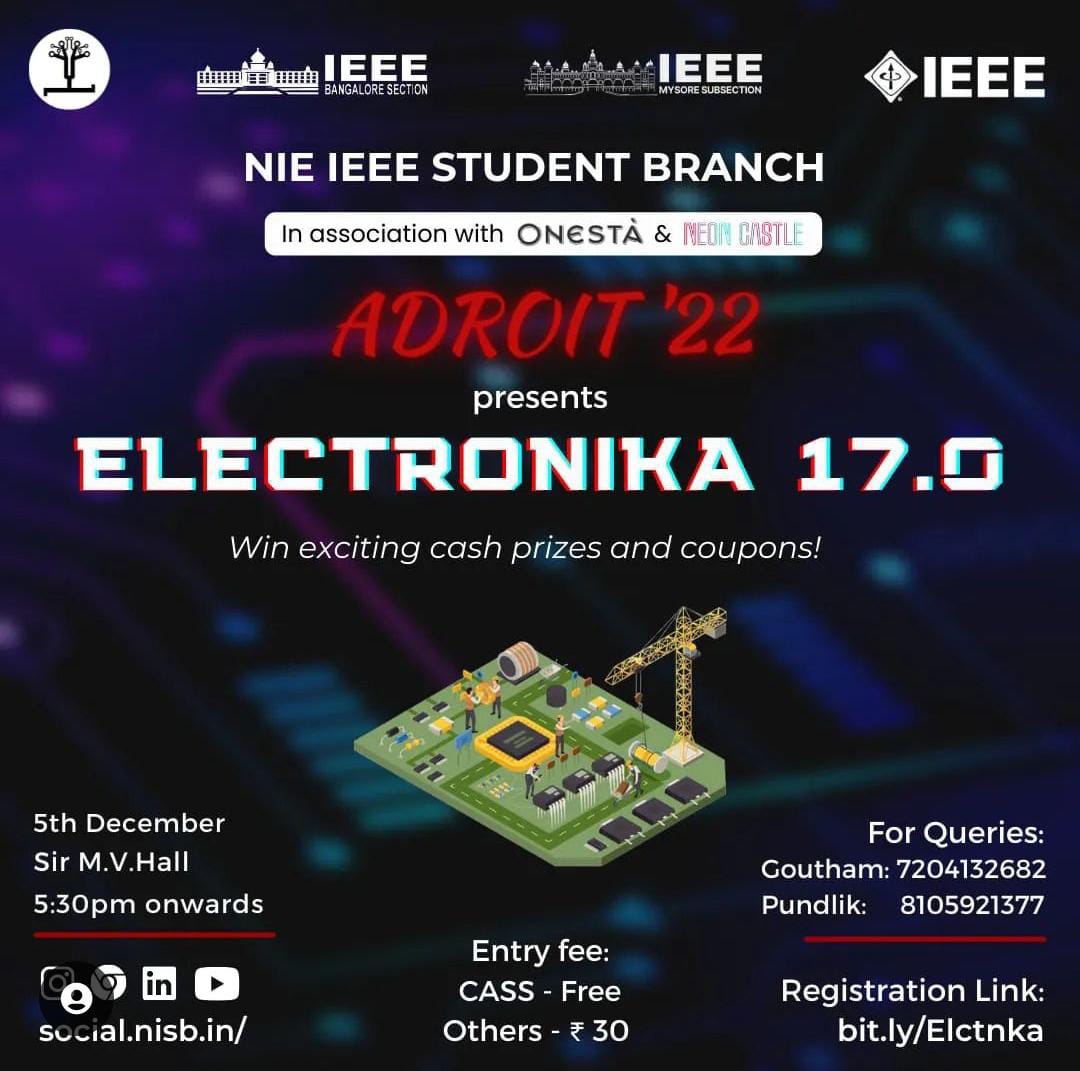 IEEE
BANGALORE SECTION
IEEE
MYSORE SUBSECTION
IEEE
NIE IEEE STUDENT BRANCH
In association with ONESTÀ & NEON CASTLE
ADROIT '22
presents
ELECTRONIKA 17.0
Win exciting cash prizes and coupons!
5th December
Sir M.V.Hall
5:30pm onwards
social.nisb.in/
Entry fee:
CASS - Free
Others - ₹ 30
For Queries:
Goutham: 7204132682
Pundlik: 8105921377
Registration Link:
bit.ly/Elctnka